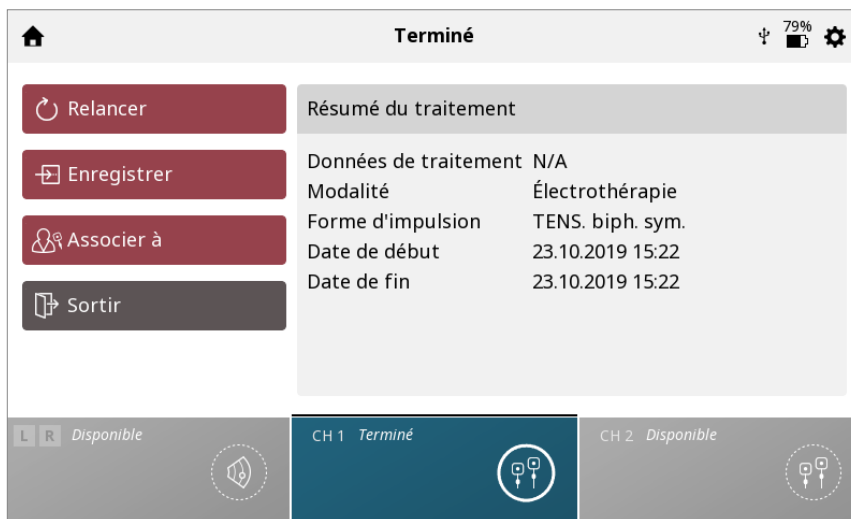 Terminé
79%
Relancer
Enregistrer
Associer à
Sortir
Résumé du traitement
Données de traitement N/A
Modalité Électrothérapie
Forme d'impulsion TENS. biph. sym.
Date de début 23.10.2019 15:22
Date de fin 23.10.2019 15:22
L R Disponible
CH 1 Terminé
CH 2 Disponible